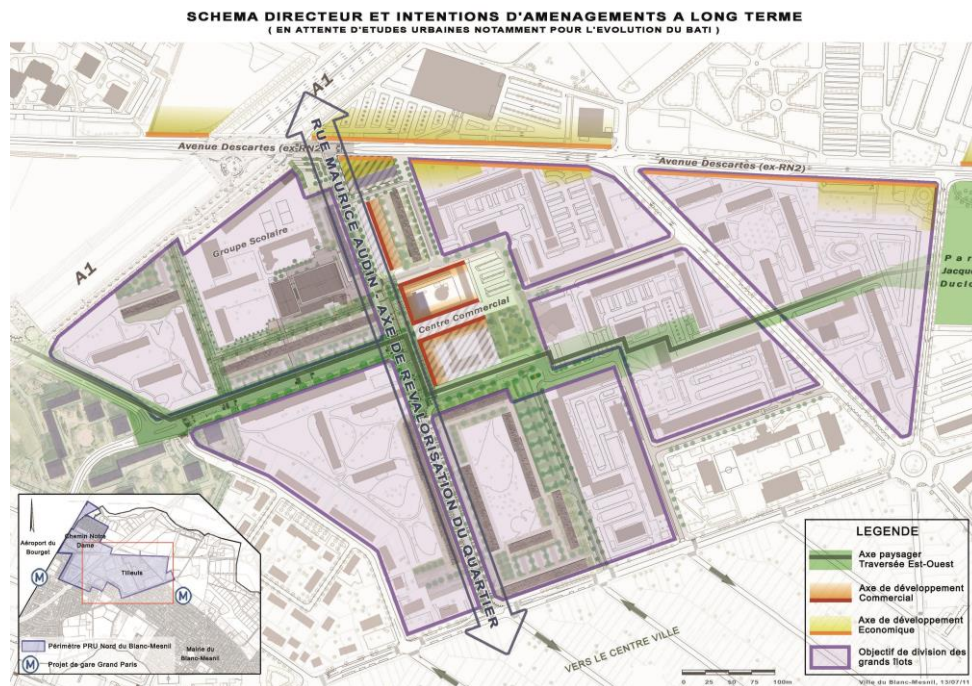 SCHEMA DIRECTEUR ET INTENTIONS D'AMENAGEMENTS A LONG TERME
( EN ATTENTE D'ETUDES URBAINES NOTAMMENT POUR L'EVOLUTION DU BATI )
A1
Avenue Descartes (ex-RN2)
Avenue Descartes (ex-RN2)
RUE MAURICE AUDIN - AXE DE REVALORISATION DU QUARTIER
Groupe Scolaire
A1
Centre Commercial
Parc
Jacques
Duclos
VERS LE CENTRE VILLE
Aéroport du
Bourget
Chemin Notre
Dame
Tilleuls
M
M
Périmètre PRU Nord du Blanc-Mesnil
Mairie du
Blanc-Mesnil
M
Projet de gare Grand Paris
LEGENDE
Axe paysager
Traversée Est-Ouest
Axe de développement
Commercial
Axe de développement
Economique
Objectif de division des
grands îlots
0 25 50 75 100m
Ville du Blanc-Mesnil, 13/07/11